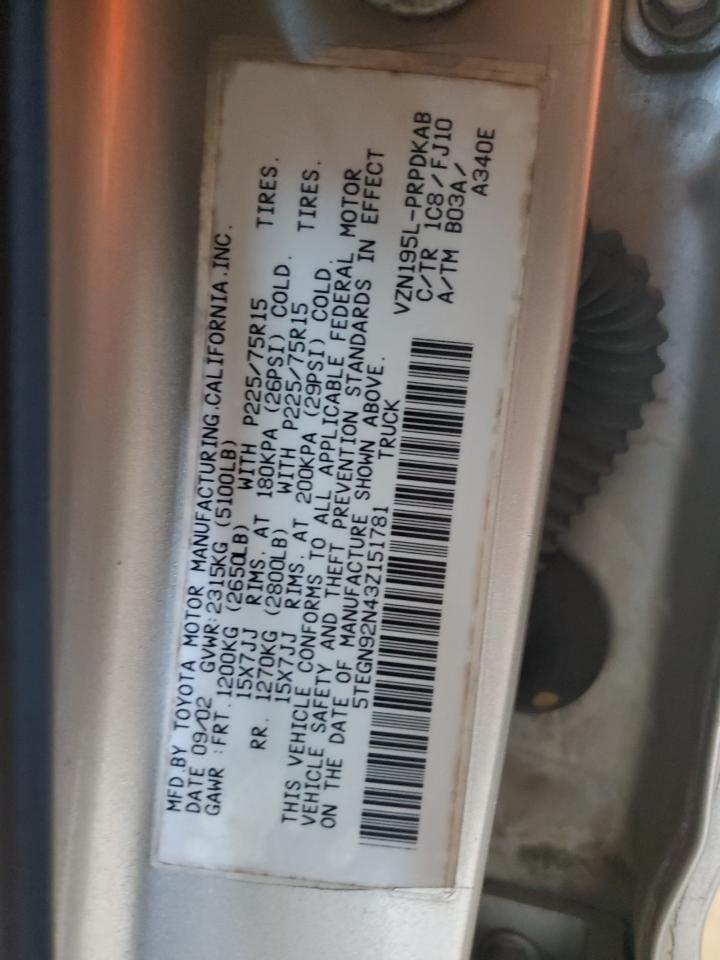 MFD.BY TOYOTA MOTOR MANUFACTURING.CALIFORNIA.INC.
DATE 09/02 GVWR:2315KG (5100LB)
GAWR :FRT.1200KG (2650LB) WITH P225/75R15 TIRES.
15X7JJ RIMS, AT 180KPA (26PSI) COLD.
RR. 1270KG (2800LB) WITH P225/75R15 TIRES.
15X7JJ RIMS, AT 200KPA (29PSI) COLD.
THIS VEHICLE CONFORMS TO ALL APPLICABLE FEDERAL MOTOR
VEHICLE SAFETY AND THEFT PREVENTION STANDARDS IN EFFECT
ON THE DATE OF MANUFACTURE SHOWN ABOVE.
5TEGN92N43Z151781 TRUCK
VZN195L-PRPDKAB
C/TR 1C8/FJ10
A/TM B03A/
A340E